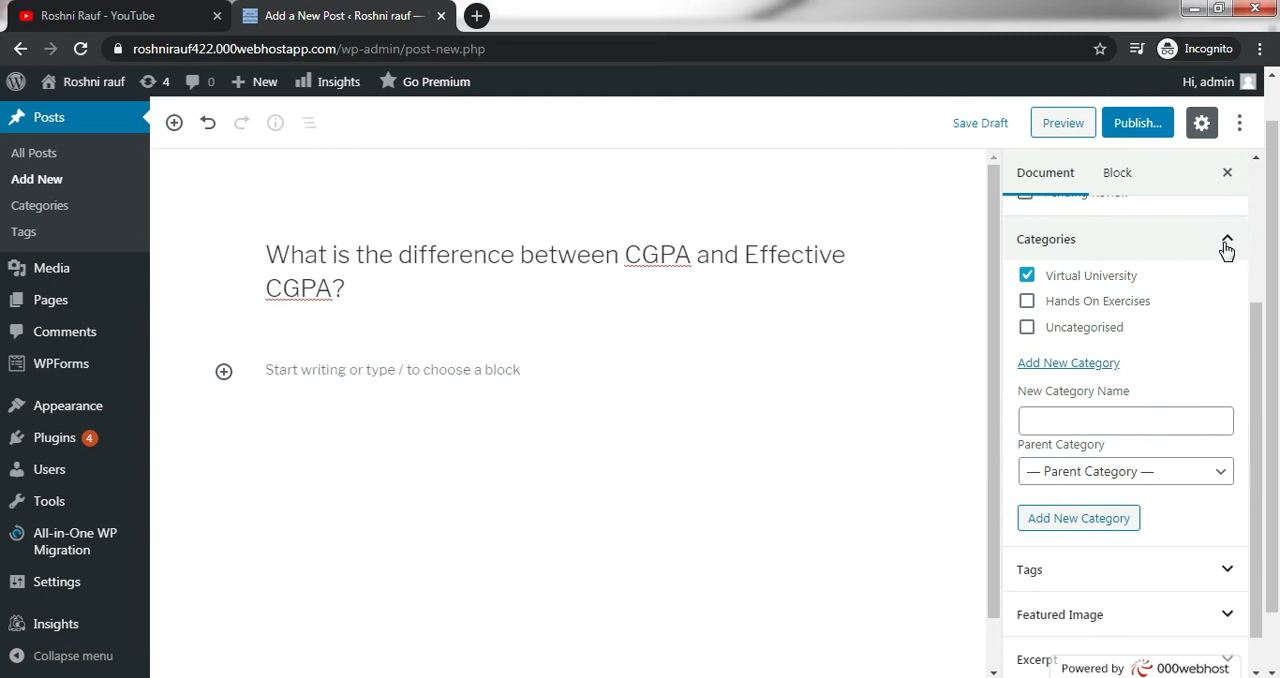 Roshni Rauf - YouTube
Add a New Post ‹ Roshni rauf —
roshnirauf422.000webhostapp.com/wp-admin/post-new.php
Incognito
Roshni rauf
4
0
New
Insights
Go Premium
Hi, admin
Posts
All Posts
Add New
Categories
Tags
Media
Pages
Comments
WPForms
Appearance
Plugins 4
Users
Tools
All-in-One WP
Migration
Settings
Insights
Collapse menu
Save Draft
Preview
Publish...
What is the difference between CGPA and Effective
CGPA?
Start writing or type / to choose a block
Document
Block
Pending Review
Categories
Virtual University
Hands On Exercises
Uncategorised
Add New Category
New Category Name
Parent Category
— Parent Category —
Add New Category
Tags
Featured Image
Excerpt
Powered by 000webhost